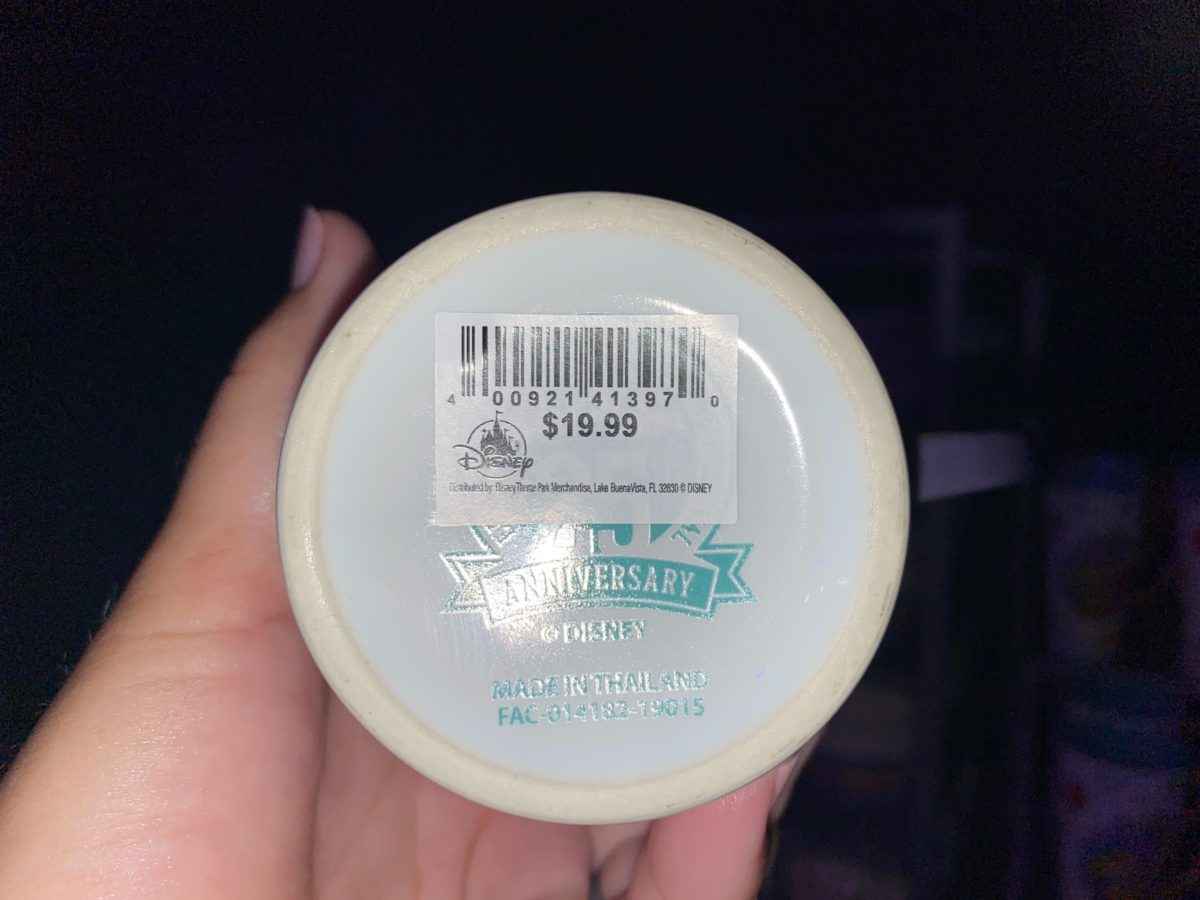 4 00921 41397 0
$19.99
Disney
Distributed by: Disney Theme Park Merchandise, Lake Buena Vista, FL 32830 © DISNEY
ANNIVERSARY
© DISNEY
MADE IN THAILAND
FAC-014182-19015